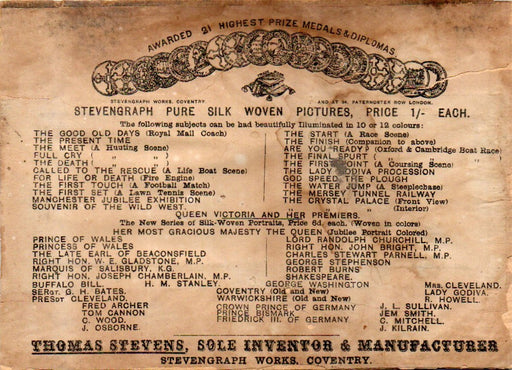 AWARDED 21 HIGHEST PRIZE MEDALS & DIPLOMAS
STEVENGRAPH WORKS, COVENTRY. AND AT 34, PATERNOSTER ROW LONDON.
STEVENGRAPH PURE SILK WOVEN PICTURES, PRICE 1/- EACH.
The following subjects can be had beautifully Illuminated in 10 or 12 colours:
THE GOOD OLD DAYS (Royal Mail Coach)
THE PRESENT TIME
THE MEET (A Hunting Scene)
FULL CRY " "
THE DEATH ( " "
CALLED TO THE RESCUE (A Life Boat Scene)
FOR LIFE OR DEATH (Fire Engine)
THE FIRST TOUCH (A Football Match)
THE FIRST SET (A Lawn Tennis Scene)
MANCHESTER JUBILEE EXHIBITION
SOUVENIR OF THE WILD WEST.
THE START (A Race Scene)
THE FINISH (Companion to above)
ARE YOU READY? (Oxford & Cambridge Boat Race)
THE FINAL SPURT ( "
THE FIRST TURN (A Coursing Scene)
THE LADY GODIVA PROCESSION
GOD SPEED THE PLOUGH
THE WATER JUMP (A Steeplechase)
THE MERSEY TUNNEL RAILWAY
THE CRYSTAL PALACE (Front View)
" (Interior)
QUEEN VICTORIA AND HER PREMIERS.
The New Series of Silk-Woven Portraits, Price 6d. each. (Woven in colors)
HER MOST GRACIOUS MAJESTY THE QUEEN (Jubilee Portrait Colored)
PRINCE OF WALES
PRINCESS OF WALES
THE LATE EARL OF BEACONSFIELD
RIGHT HON. W. E. GLADSTONE, M.P.
MARQUIS OF SALISBURY, K.G.
RIGHT HON. JOSEPH CHAMBERLAIN, M.P.
LORD RANDOLPH CHURCHILL, M.P.
RIGHT HON. JOHN BRIGHT, M.P.
CHARLES STEWART PARNELL, M.P.
GEORGE STEPHENSON
ROBERT BURNS
SHAKESPEARE.
BUFFALO BILL. H. M. STANLEY. GEORGE WASHINGTON MRS. CLEVELAND.
SERGt. G. H. BATES. COVENTRY (Old and New) LADY GODIVA.
PRESDt CLEVELAND. WARWICKSHIRE (Old and New) R. HOWELL.
FRED ARCHER CROWN PRINCE OF GERMANY J. L. SULLIVAN.
TOM CANNON PRINCE BISMARK JEM SMITH.
C. WOOD. FRIEDRICK III. OF GERMANY C. MITCHELL.
J. OSBORNE. J. KILRAIN.
THOMAS STEVENS, SOLE INVENTOR & MANUFACTURER
STEVENGRAPH WORKS, COVENTRY.